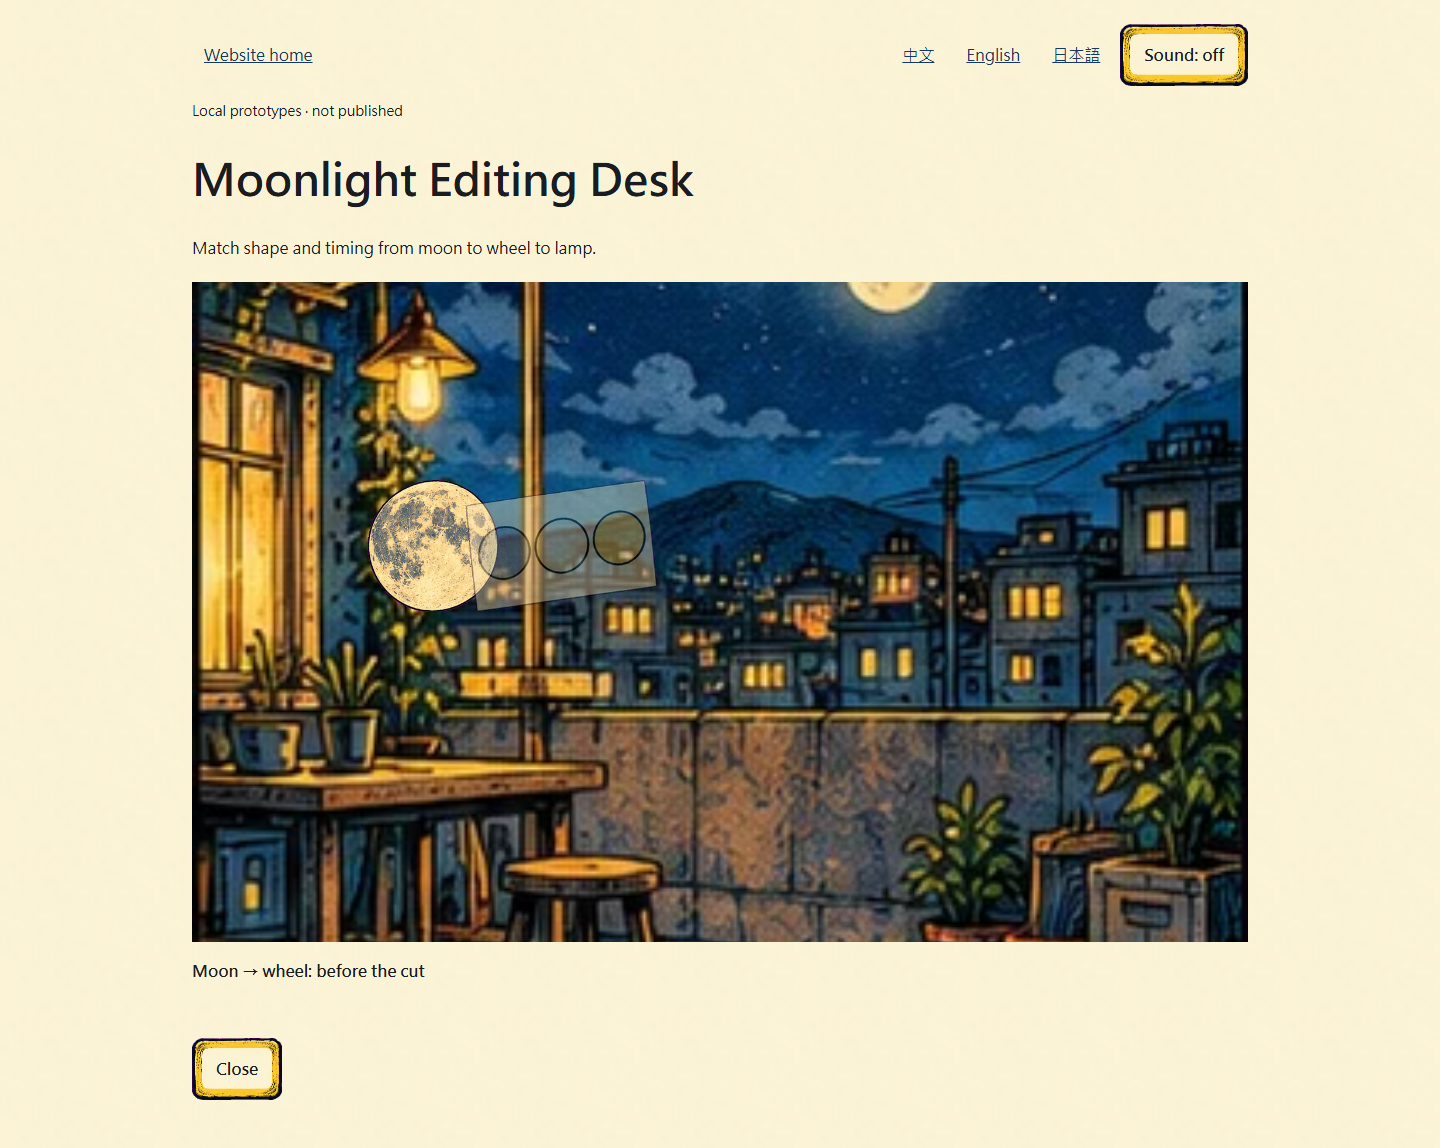 Website home
中文 English 日本語 Sound: off
Local prototypes · not published
Moonlight Editing Desk
Match shape and timing from moon to wheel to lamp.
Moon → wheel: before the cut
Close